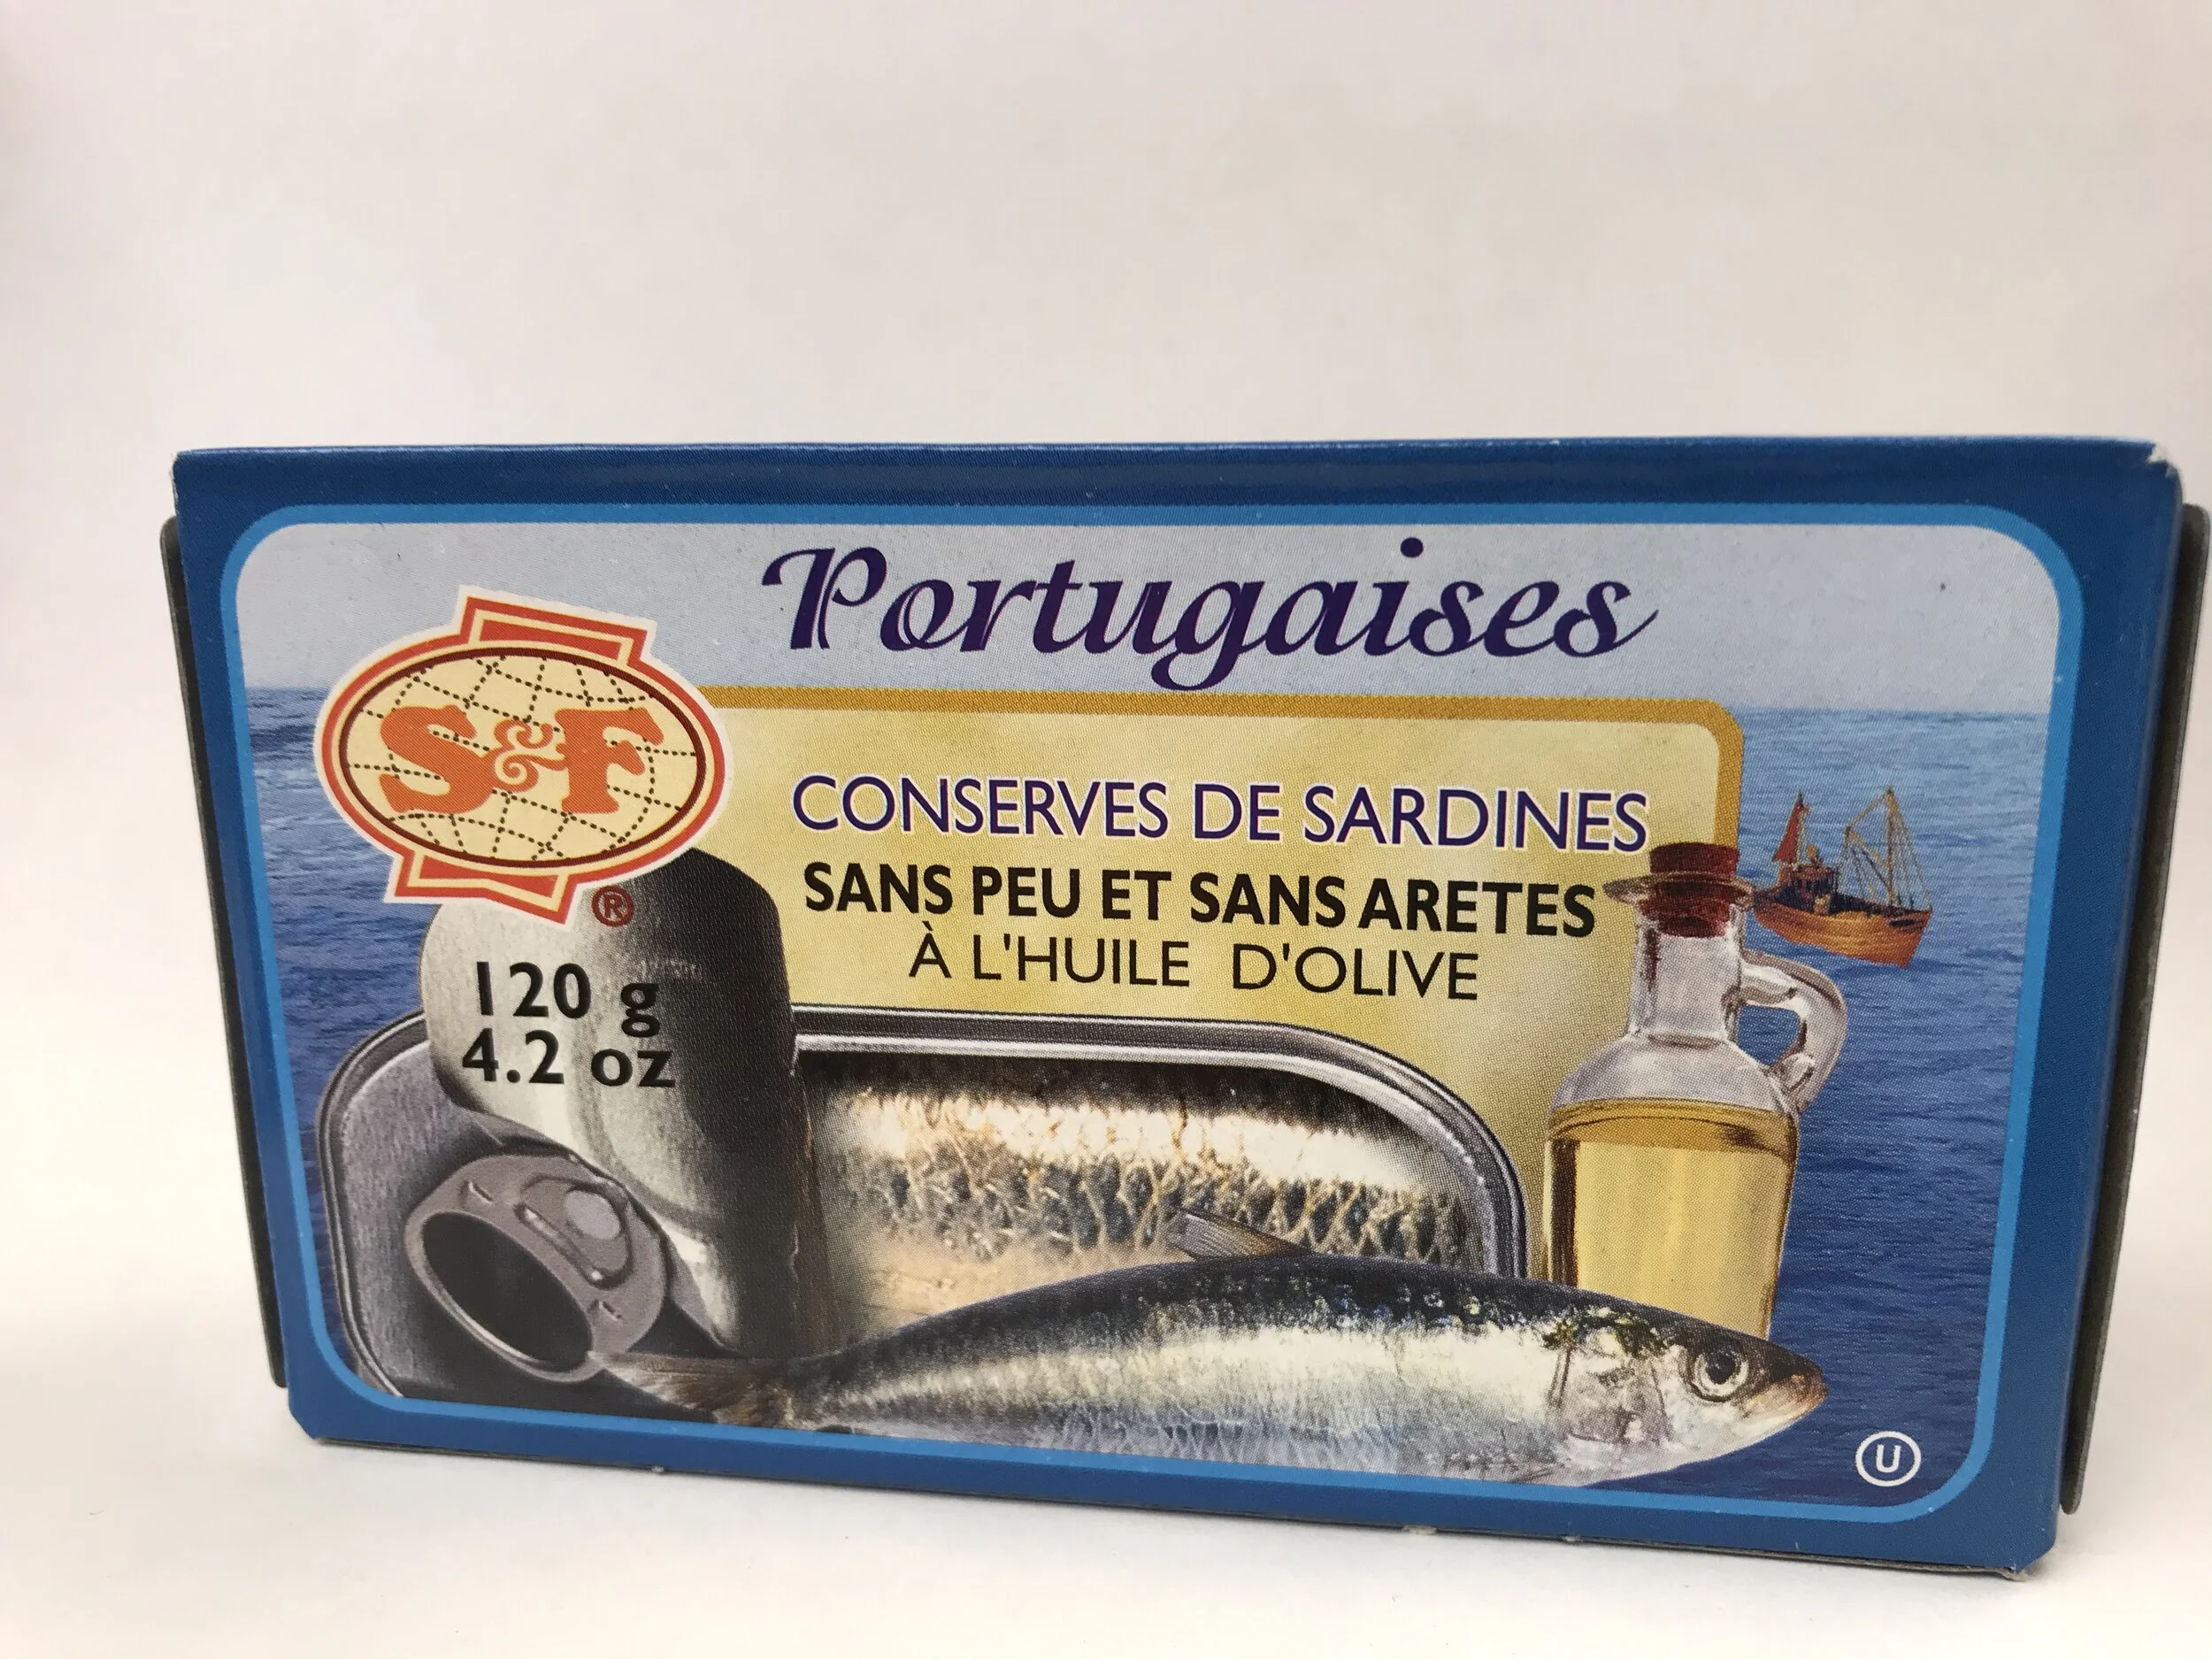 Portugaises
S&F
®
CONSERVES DE SARDINES
SANS PEU ET SANS ARETES
À L'HUILE D'OLIVE
120 g
4.2 oz
U